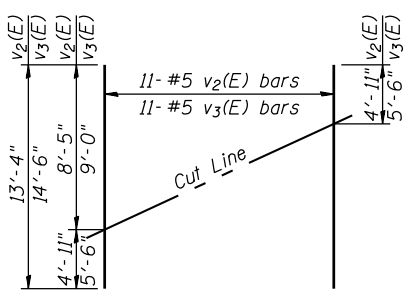 v2(E)
v3(E)
v2(E)
v3(E)
v2(E)
v3(E)
11- #5 v2(E) bars
11- #5 v3(E) bars
4'-11"
5'-6"
13'-4"
14'-6"
8'-5"
9'-0"
Cut Line
4'-11"
5'-6"